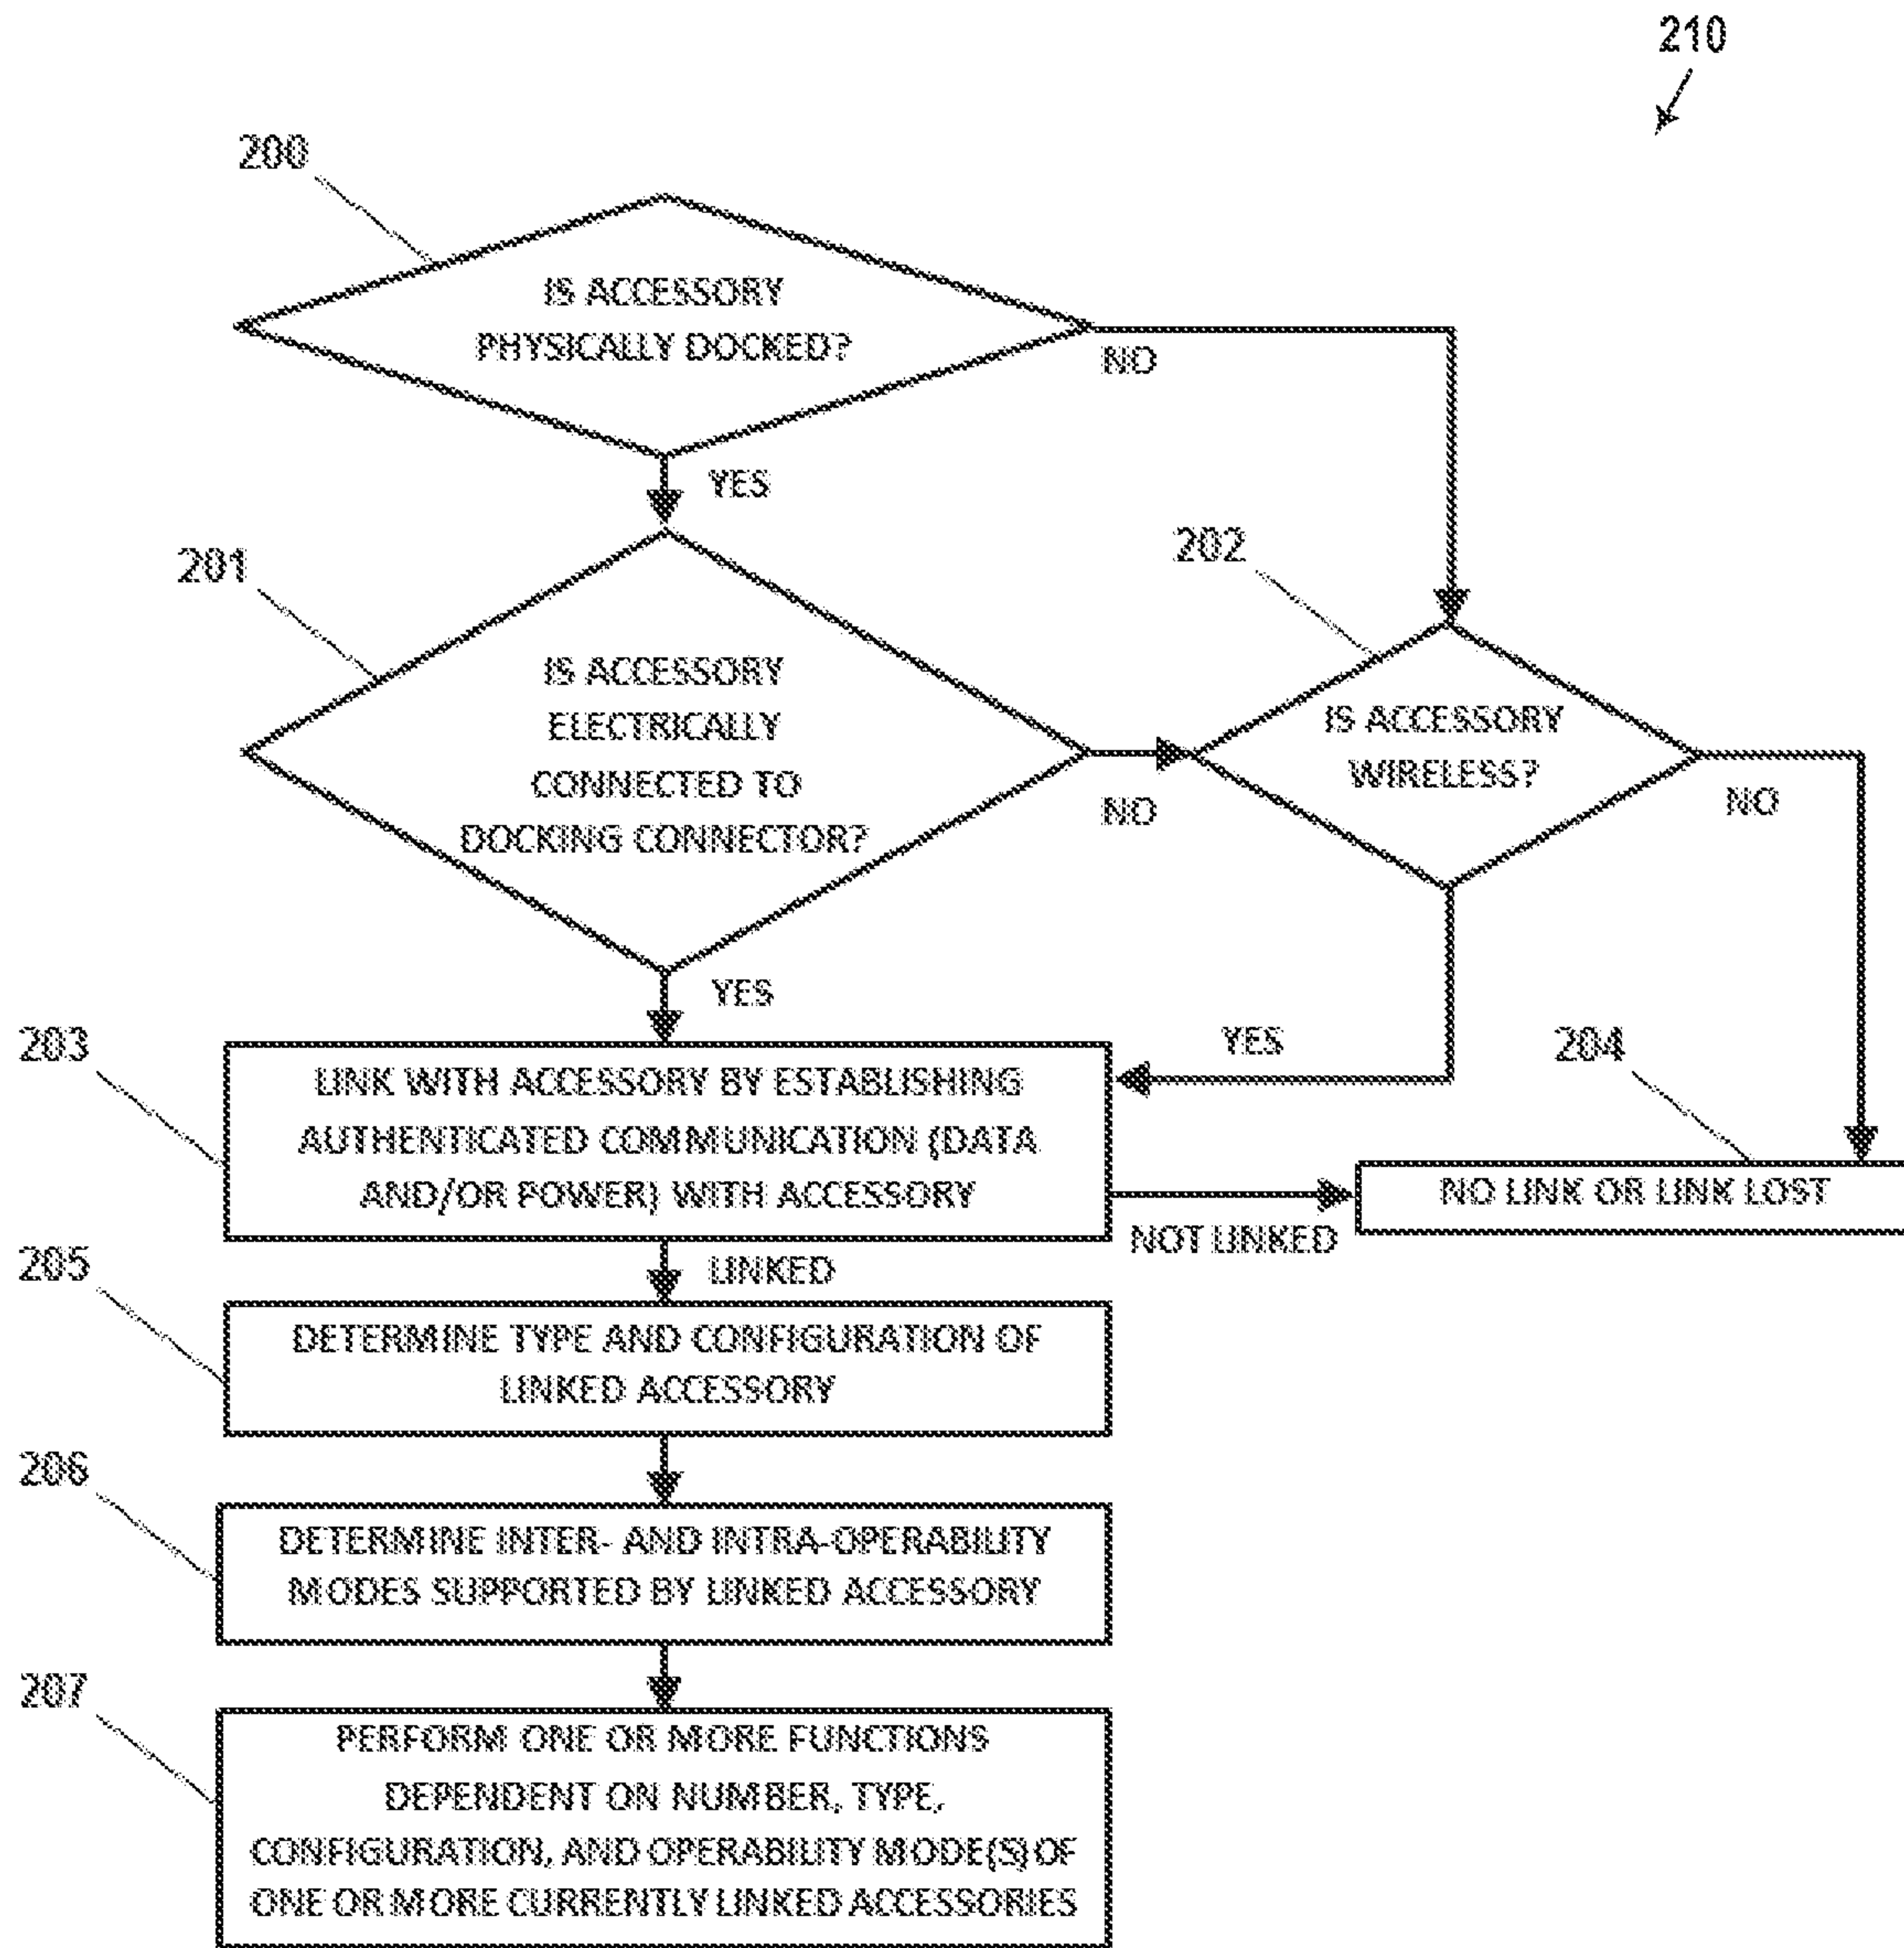 210
200
IS ACCESSORY
PHYSICALLY DOCKED?
NO
YES
201
202
IS ACCESSORY
ELECTRICALLY
CONNECTED TO
DOCKING CONNECTOR?
IS ACCESSORY
WIRELESS?
NO
NO
YES
203
YES
204
LINK WITH ACCESSORY BY ESTABLISHING
AUTHENTICATED COMMUNICATION (DATA
AND/OR POWER) WITH ACCESSORY
NO LINK OR LINK LOST
NOT LINKED
205
LINKED
DETERMINE TYPE AND CONFIGURATION OF
LINKED ACCESSORY
206
DETERMINE INTER- AND INTRA-OPERABILITY
MODES SUPPORTED BY LINKED ACCESSORY
207
PERFORM ONE OR MORE FUNCTIONS
DEPENDENT ON NUMBER, TYPE,
CONFIGURATION, AND OPERABILITY MODE(S) OF
ONE OR MORE CURRENTLY LINKED ACCESSORIES